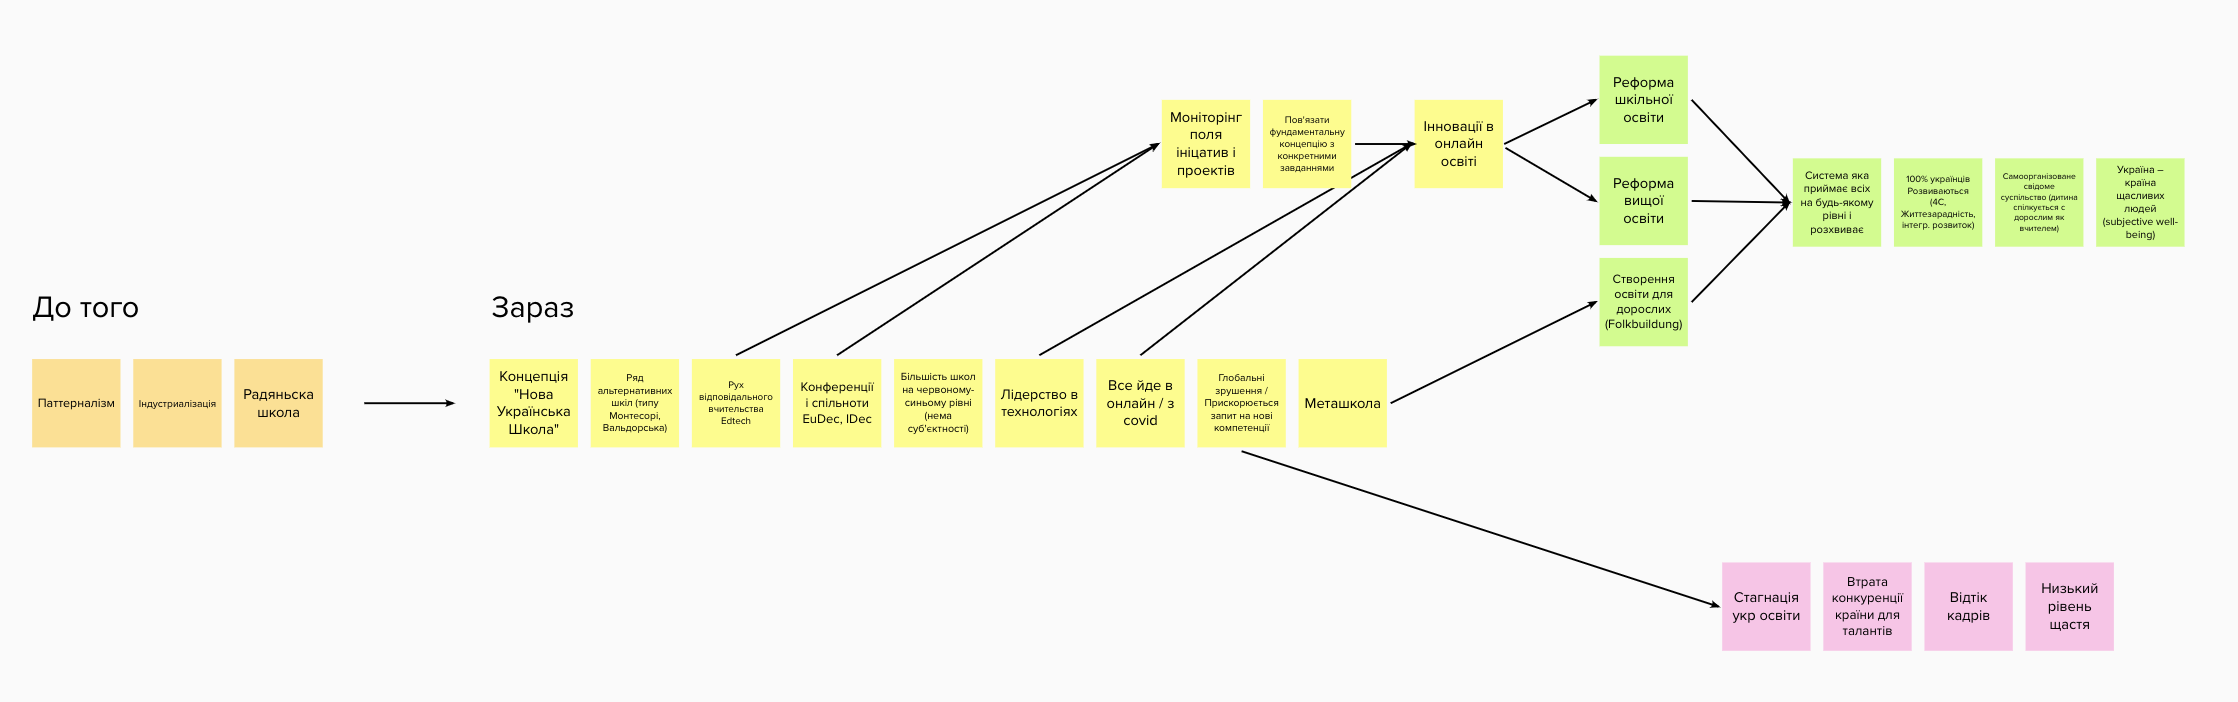 До того
Паттерналізм
Індустриалізація
Радяньска
школа
Зараз
Концепція
"Нова
Українська
Школа"
Ряд
альтернативних
шкіл (типу
Монтесорі,
Вальдорська)
Рух
відповідального
вчительства
Edtech
Конференції
і спільноти
EuDec, IDec
Більшість школ
на червоному-
синьому рівні
(нема
суб'єктності)
Лідерство в
технологіях
Все йде в
онлайн / з
covid
Глобальні
зрушення /
Прискорюється
запит на нові
компетенції
Меташкола
Моніторінг
поля
ініцатив і
проектів
Пов'язати
фундаментальну
концепцію з
конкретними
завданнями
Інновації в
онлайн
освіті
Реформа
шкільної
освіти
Реформа
вищої
освіти
Створення
освіти для
дорослих
(Folkbuildung)
Система яка
приймає всіх
на будь-якому
рівні і
розхвиває
100% українців
Розвиваються
(4С,
Життезарадність,
інтегр. розвиток)
Самоорганізоване
свідоме
суспільство (дитина
спілкується с
дорослим як
вчителем)
Україна –
країна
щасливих
людей
(subjective well-
being)
Стагнація
укр освіти
Втрата
конкуренції
країни для
талантів
Відтік
кадрів
Низький
рівень
щастя